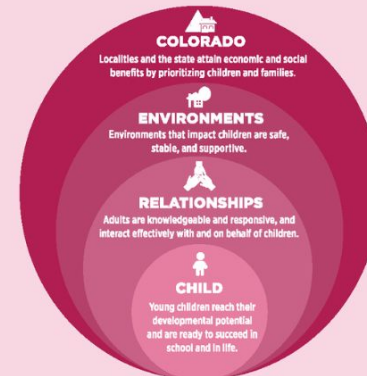 COLORADO
Localities and the state attain economic and social
benefits by prioritizing children and families.
ENVIRONMENTS
Environments that impact children are safe,
stable, and supportive.
RELATIONSHIPS
Adults are knowledgeable and responsive, and
interact effectively with and on behalf of children.
CHILD
Young children reach their
developmental potential
and are ready to succeed in
school and in life.